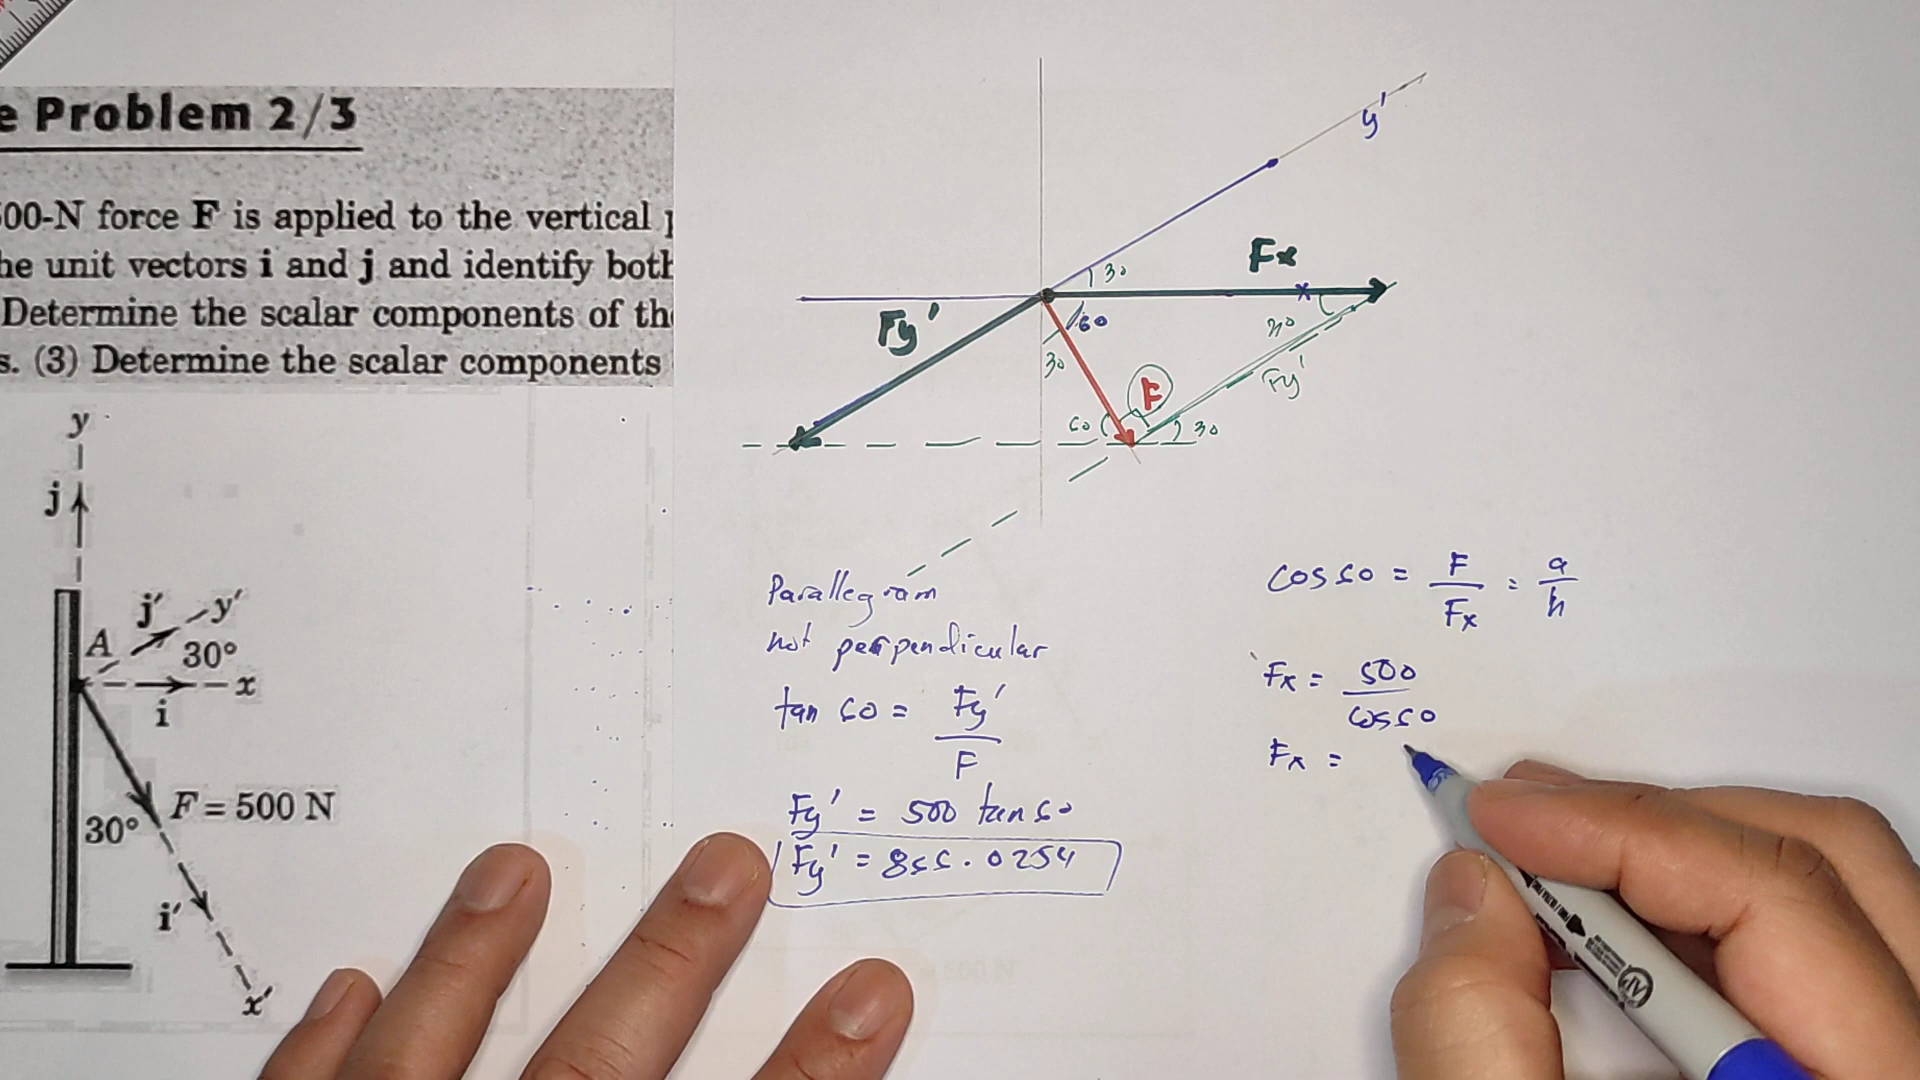 e Problem 2/3
00-N force F is applied to the vertical
he unit vectors i and j and identify both
Determine the scalar components of the
s. (3) Determine the scalar components
y
j
j'
y'
A
30°
x
i
F = 500 N
30°
i'
x'
y'
30
Fx
x
Fy'
60
30
30
F
Fy'
60
30
Parallegram
not perpendicular
tan 60 = Fy' / F
Fy' = 500 tan 60
Fy' = 866.0254
cos 60 = F / Fx = a / h
Fx = 500 / cos 60
Fx =